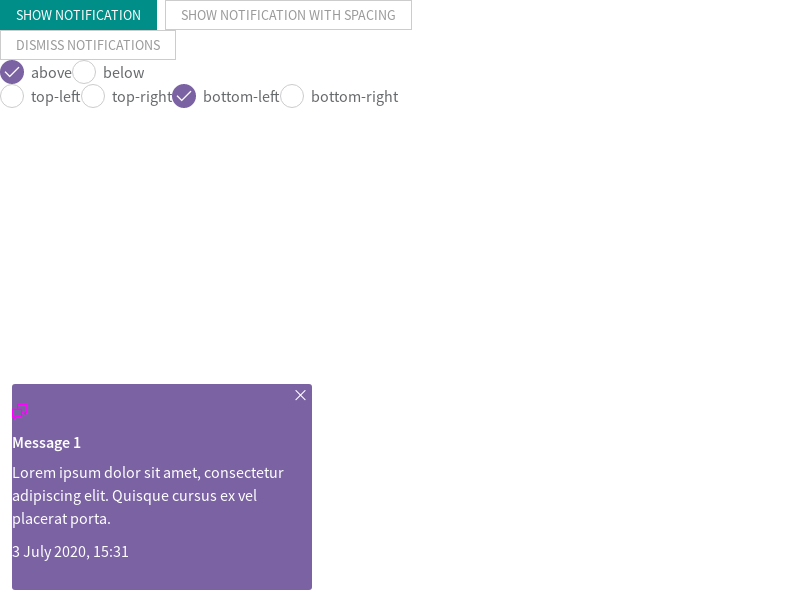 SHOW NOTIFICATION SHOW NOTIFICATION WITH SPACING
DISMISS NOTIFICATIONS
above below
top-left top-right bottom-left bottom-right
Message 1
Lorem ipsum dolor sit amet, consectetur
adipiscing elit. Quisque cursus ex vel
placerat porta.
3 July 2020, 15:31